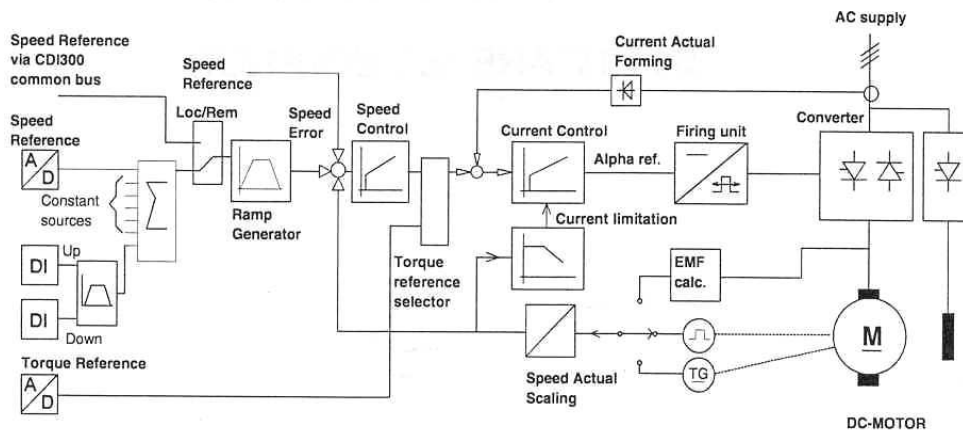 AC supply
Speed Reference
via CDI300
common bus
Speed
Reference
Current Actual
Forming
Loc/Rem
Speed
Error
Speed
Control
Converter
Speed
Reference
A
D
Current Control
Firing unit
Alpha ref.
Constant
sources
Ramp
Generator
Current limitation
Up
DI
Torque
reference
selector
EMF
calc.
DI
Down
M
Torque Reference
A
D
Speed Actual
Scaling
TG
DC-MOTOR